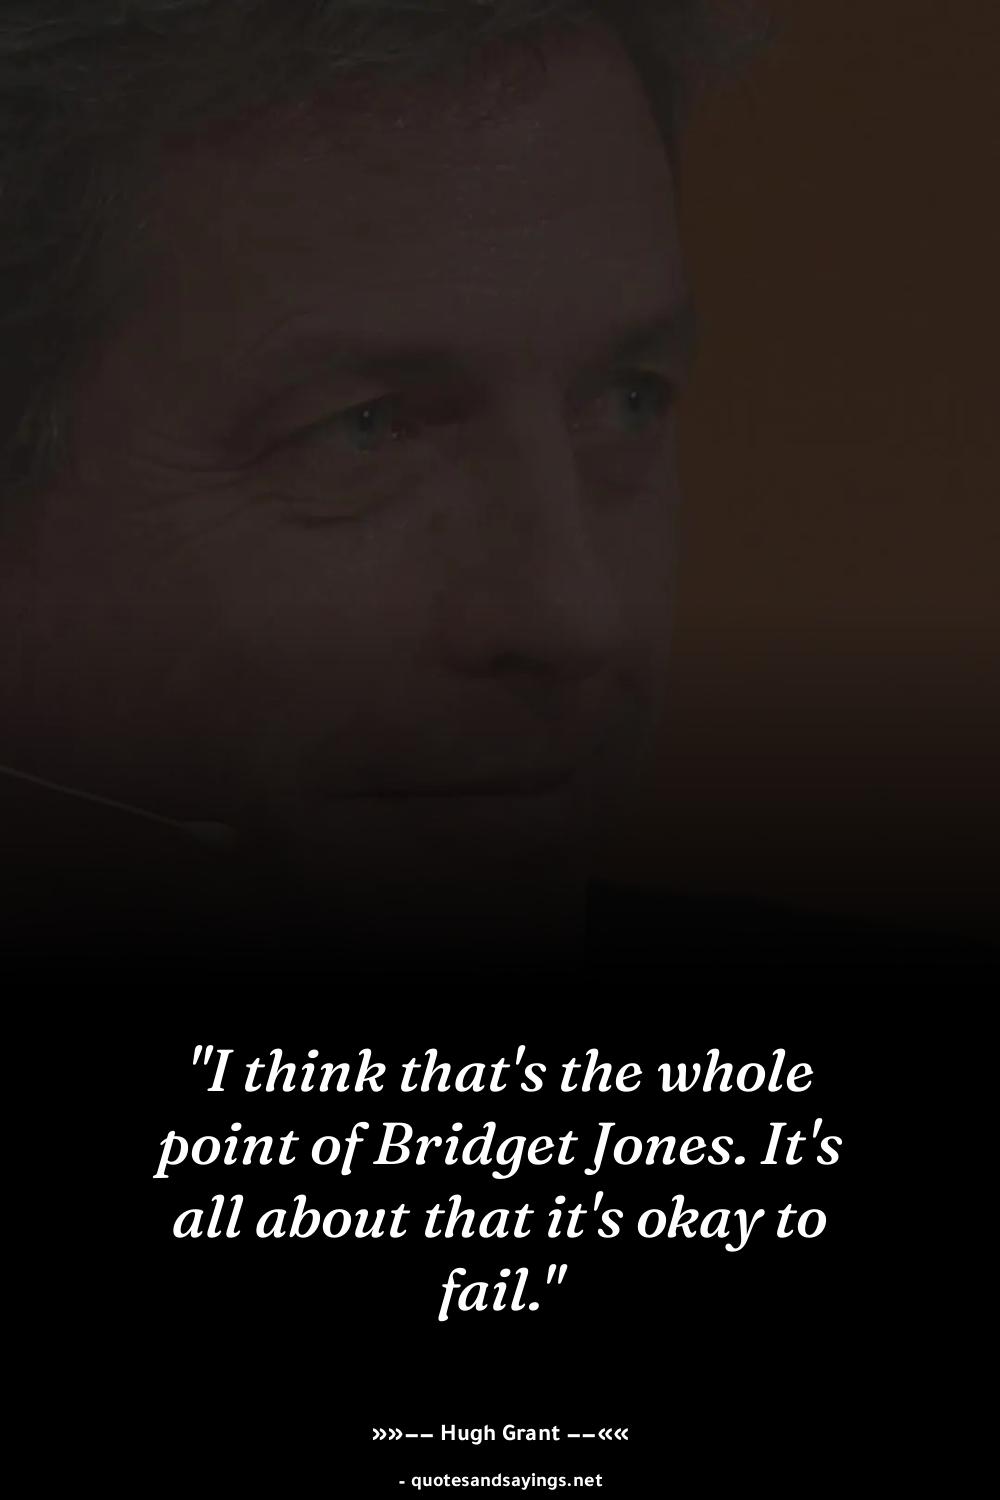 "I think that's the whole
point of Bridget Jones. It's
all about that it's okay to
fail."
»»–– Hugh Grant ––««
- quotesandsayings.net